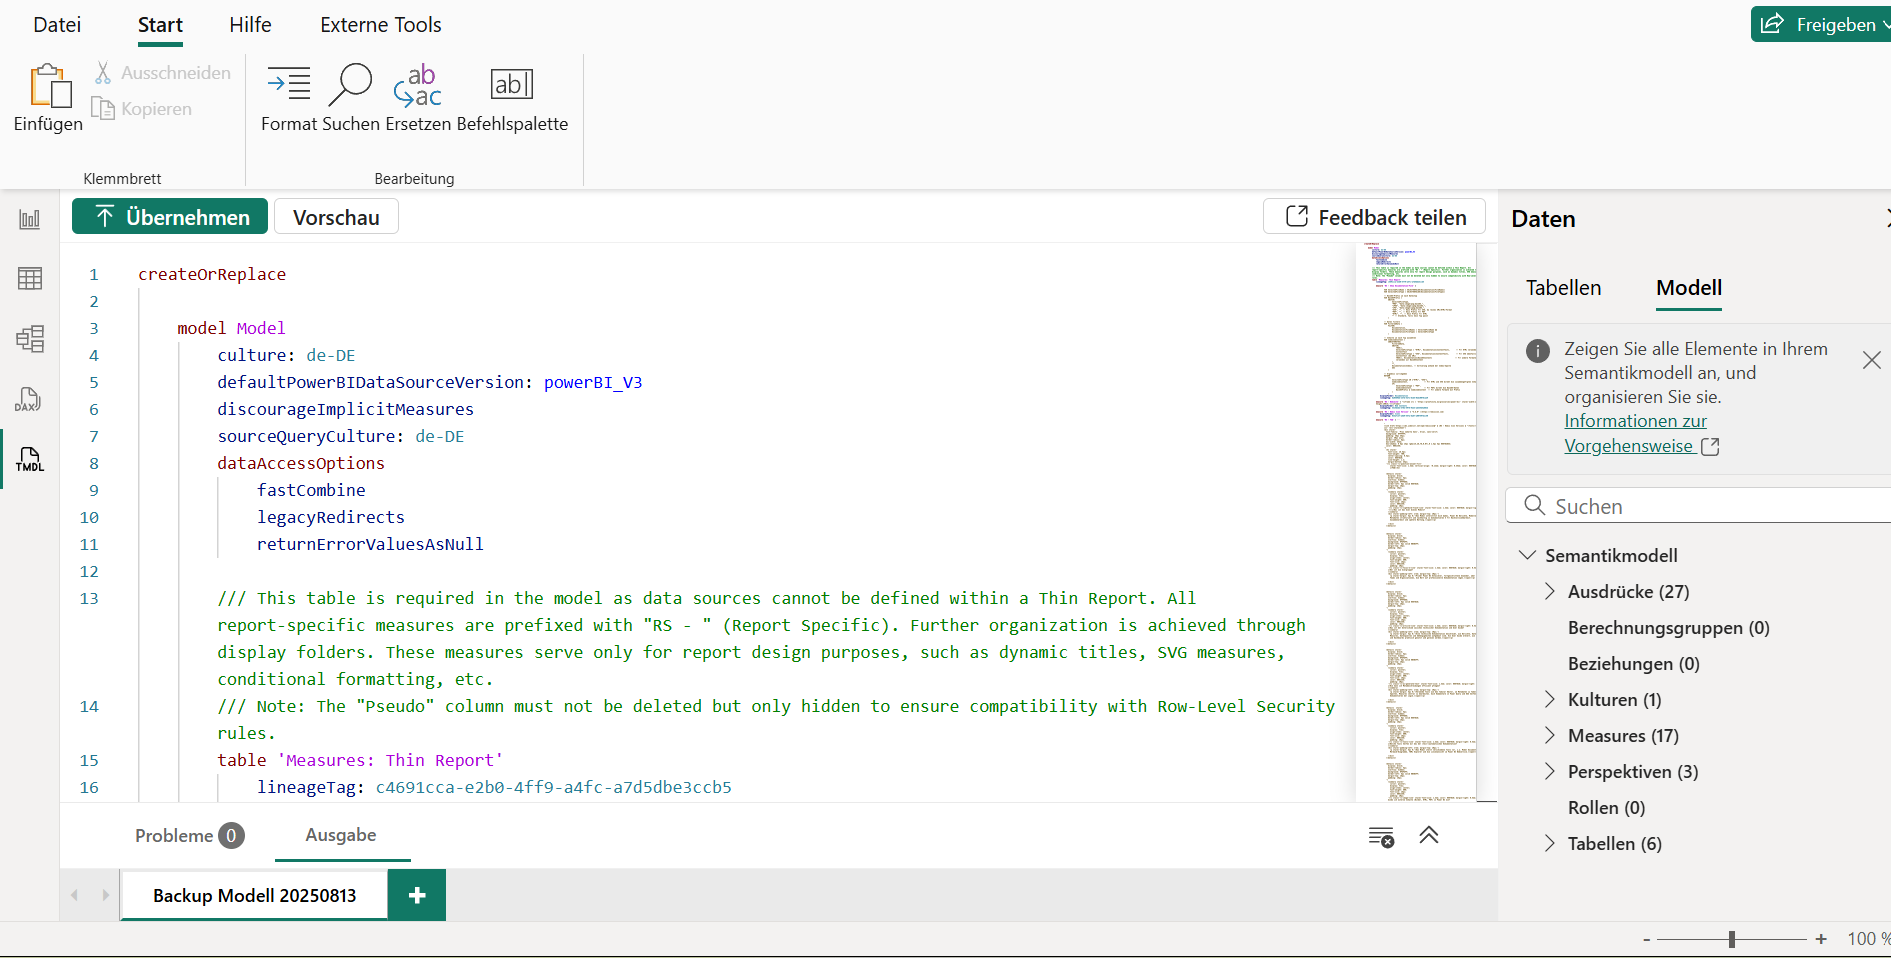 Datei
Start
Hilfe
Externe Tools
Freigeben
Einfügen
Ausschneiden
Kopieren
Klemmbrett
Format
Suchen
ab
ac
Ersetzen
ab
Befehlspalette
Bearbeitung
Übernehmen
Vorschau
Feedback teilen
DAX
TMDL
1 createOrReplace
2
3 model Model
4 culture: de-DE
5 defaultPowerBIDataSourceVersion: powerBI_V3
6 discourageImplicitMeasures
7 sourceQueryCulture: de-DE
8 dataAccessOptions
9 fastCombine
10 legacyRedirects
11 returnErrorValuesAsNull
12
13 /// This table is required in the model as data sources cannot be defined within a Thin Report. All
report-specific measures are prefixed with "RS - " (Report Specific). Further organization is achieved through
display folders. These measures serve only for report design purposes, such as dynamic titles, SVG measures,
conditional formatting, etc.
14 /// Note: The "Pseudo" column must not be deleted but only hidden to ensure compatibility with Row-Level Security
rules.
15 table 'Measures: Thin Report'
16 lineageTag: c4691cca-e2b0-4ff9-a4fc-a7d5dbe3ccb5
Probleme 0
Ausgabe
Backup Modell 20250813
Daten
Tabellen
Modell
Zeigen Sie alle Elemente in Ihrem
Semantikmodell an, und
organisieren Sie sie.
Informationen zur
Vorgehensweise
Suchen
Semantikmodell
Ausdrücke (27)
Berechnungsgruppen (0)
Beziehungen (0)
Kulturen (1)
Measures (17)
Perspektiven (3)
Rollen (0)
Tabellen (6)
- + 100 %